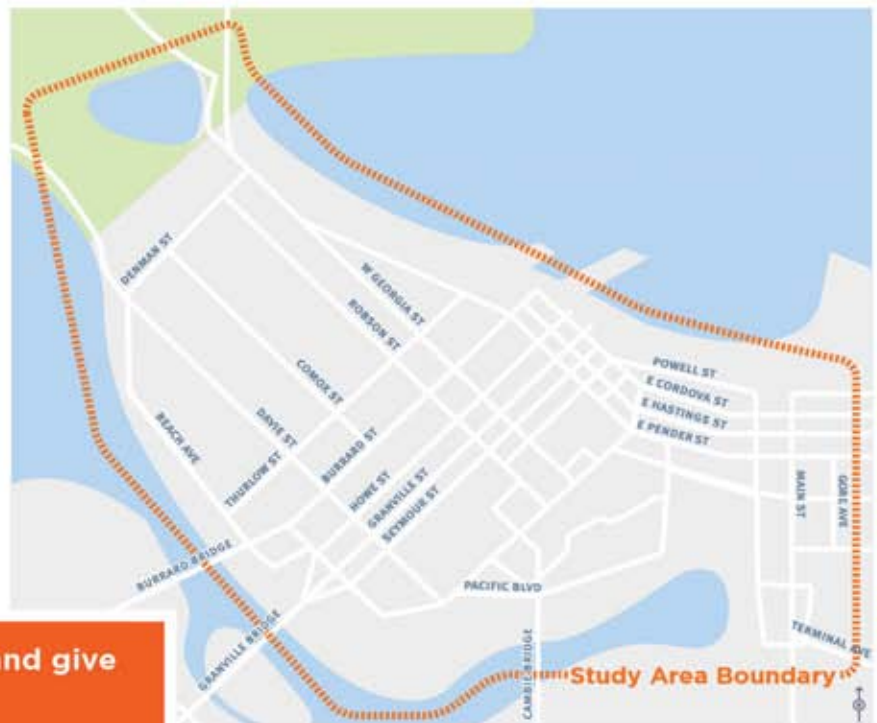 DENMAN ST
W GEORGIA ST
ROBSON ST
COMOX ST
DAVIE ST
BEACH AVE
THURLOW ST
BURRARD ST
HOWE ST
GRANVILLE ST
SEYMOUR ST
POWELL ST
E CORDOVA ST
E HASTINGS ST
E PENDER ST
MAIN ST
GORE AVE
BURRARD BRIDGE
PACIFIC BLVD
GRANVILLE BRIDGE
CAMBIE BRIDGE
TERMINAL AVE
Study Area Boundary
and give